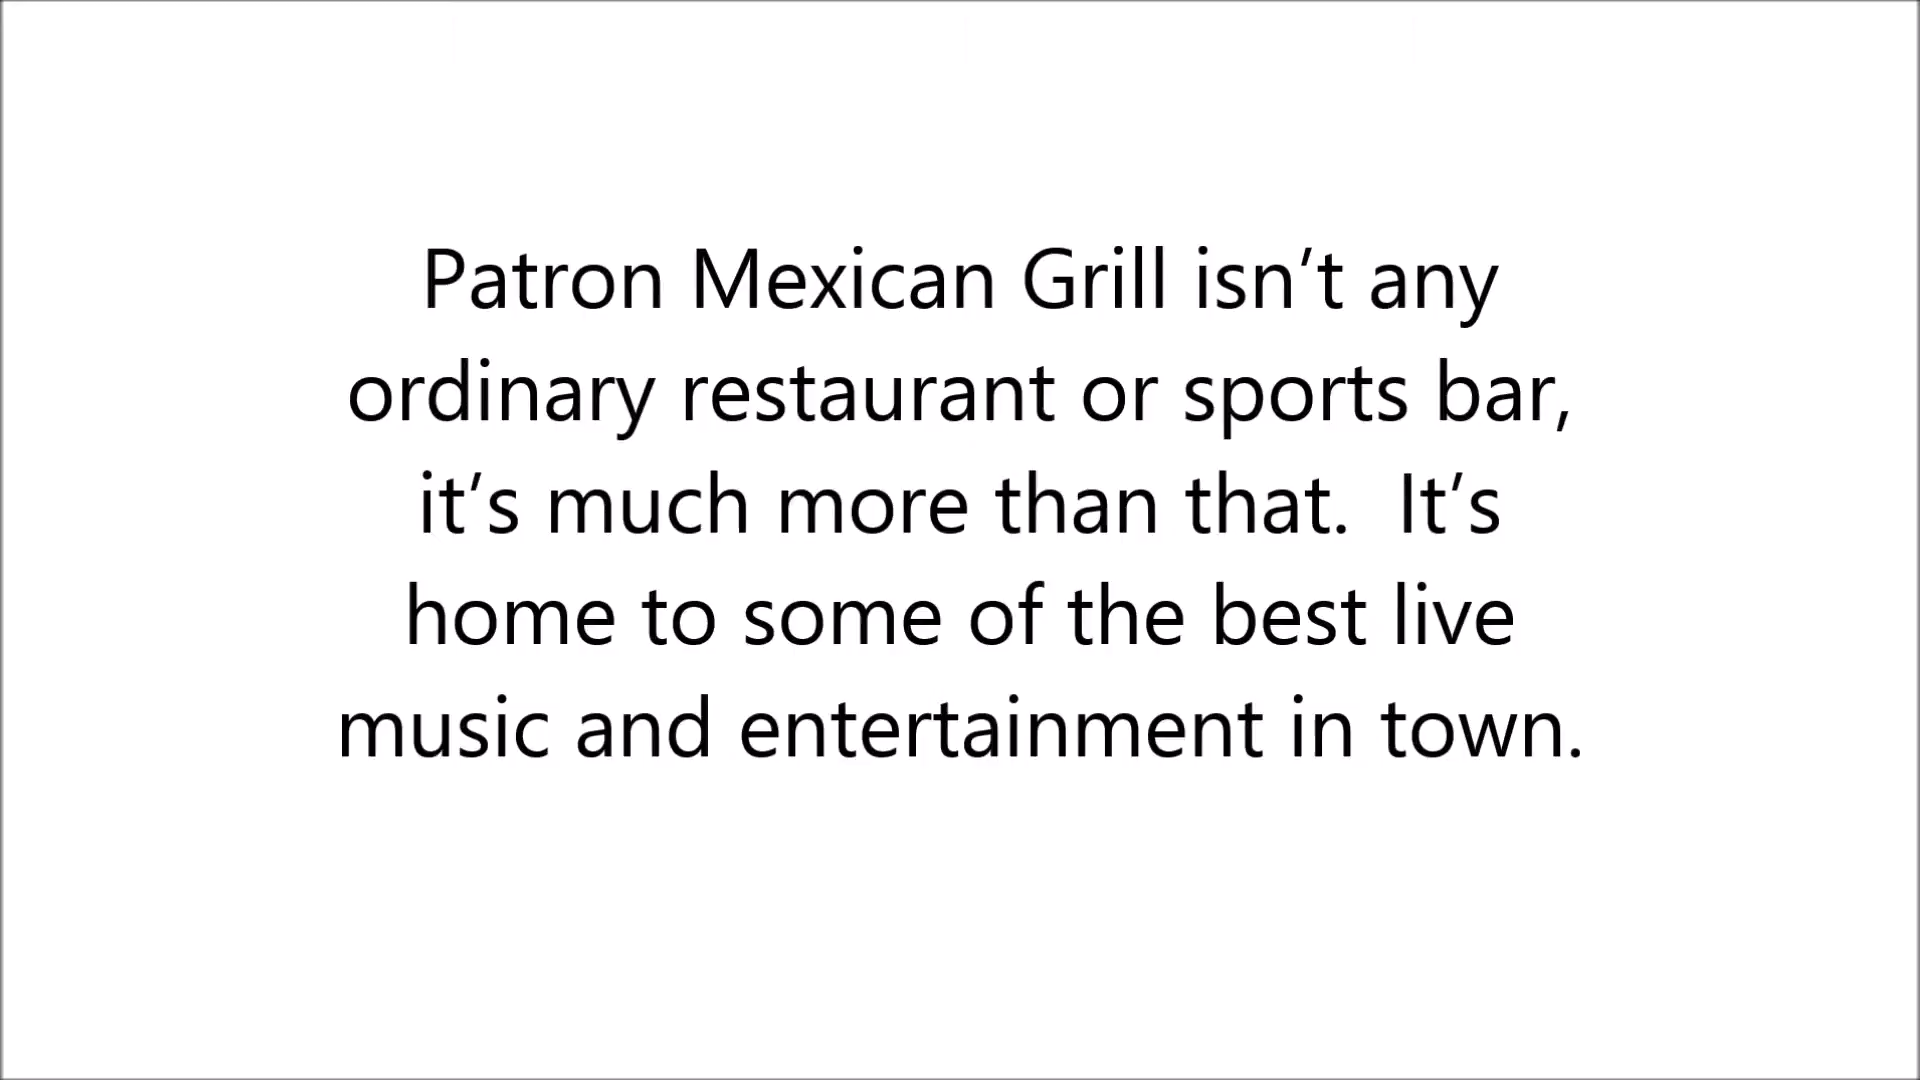 Patron Mexican Grill isn’t any
ordinary restaurant or sports bar,
it’s much more than that.  It’s
home to some of the best live
music and entertainment in town.